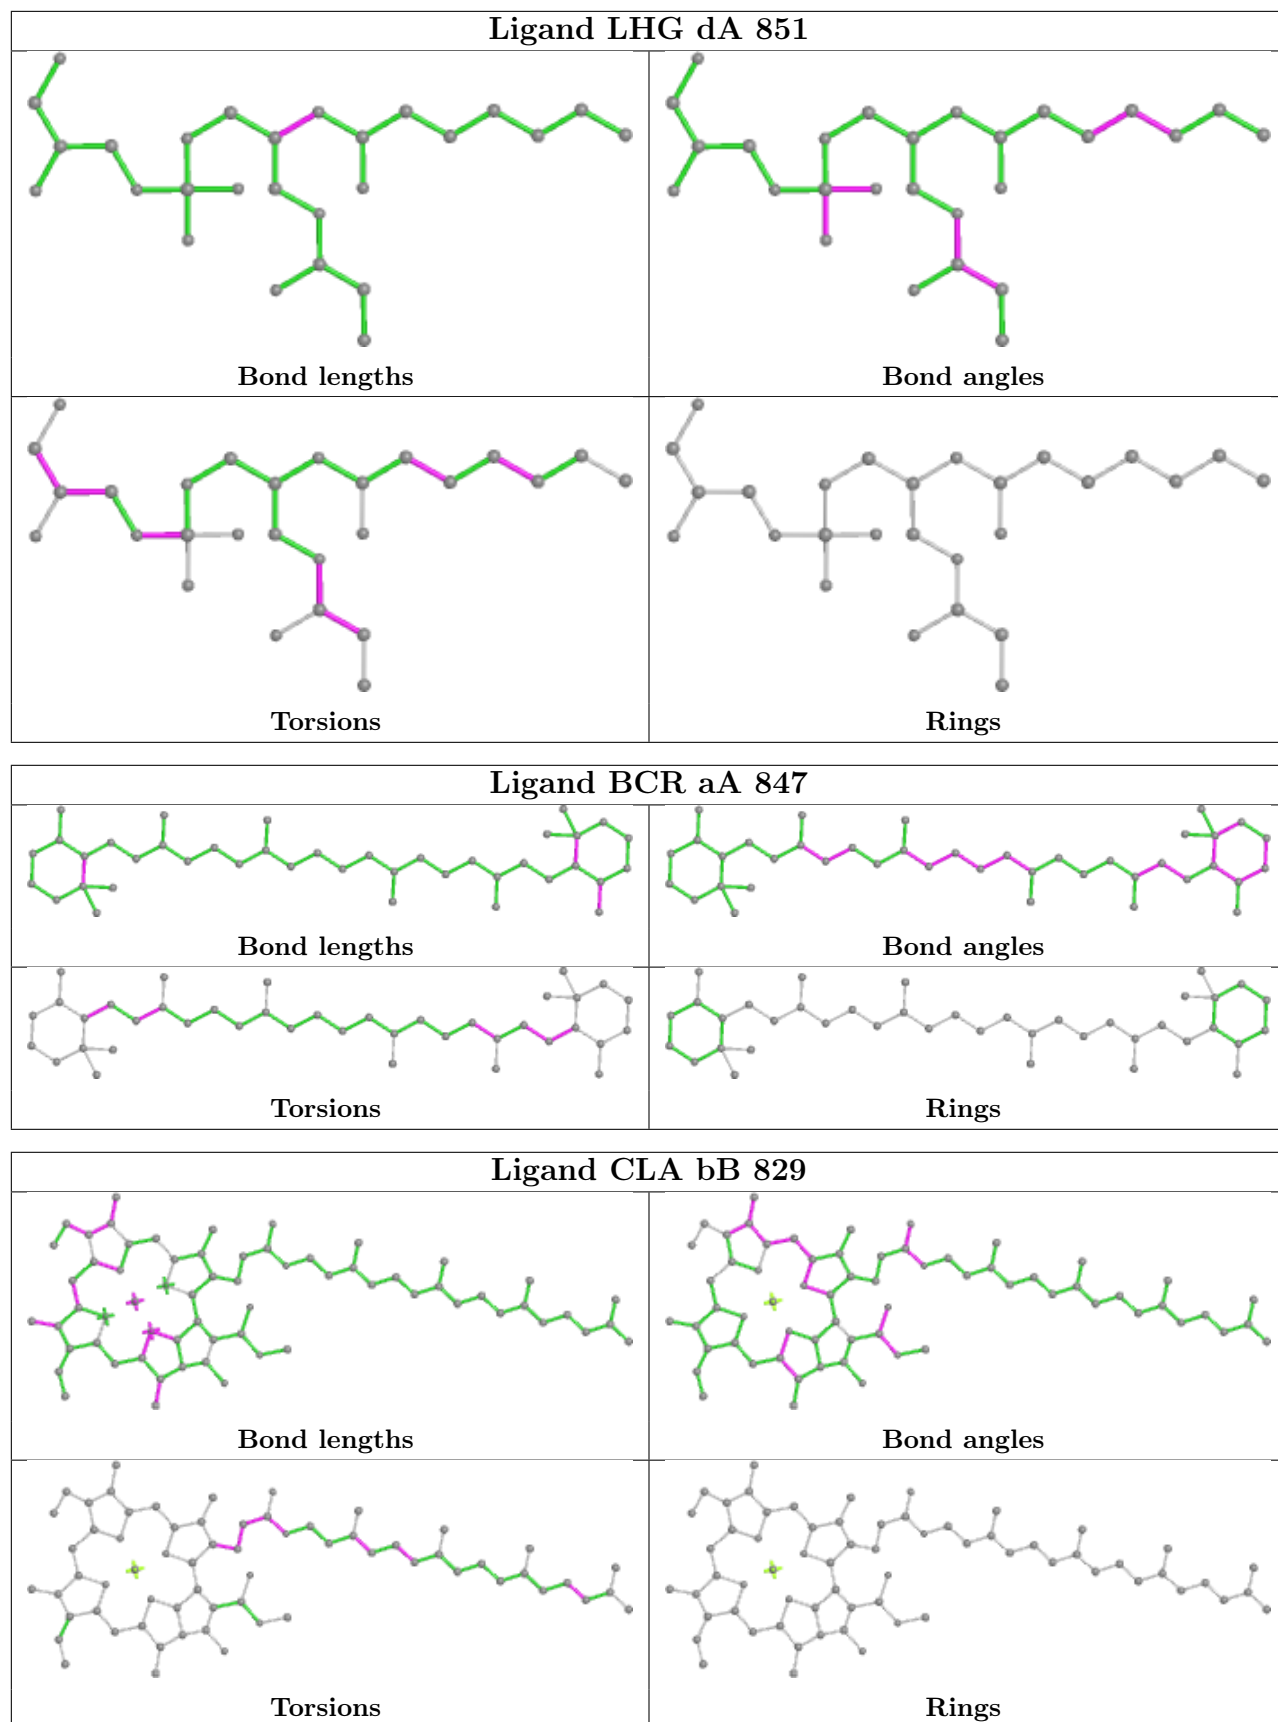 Ligand LHG dA 851
Bond lengths
Bond angles
Torsions
Rings
Ligand BCR aA 847
Bond lengths
Bond angles
Torsions
Rings
Ligand CLA bB 829
Bond lengths
Bond angles
Torsions
Rings